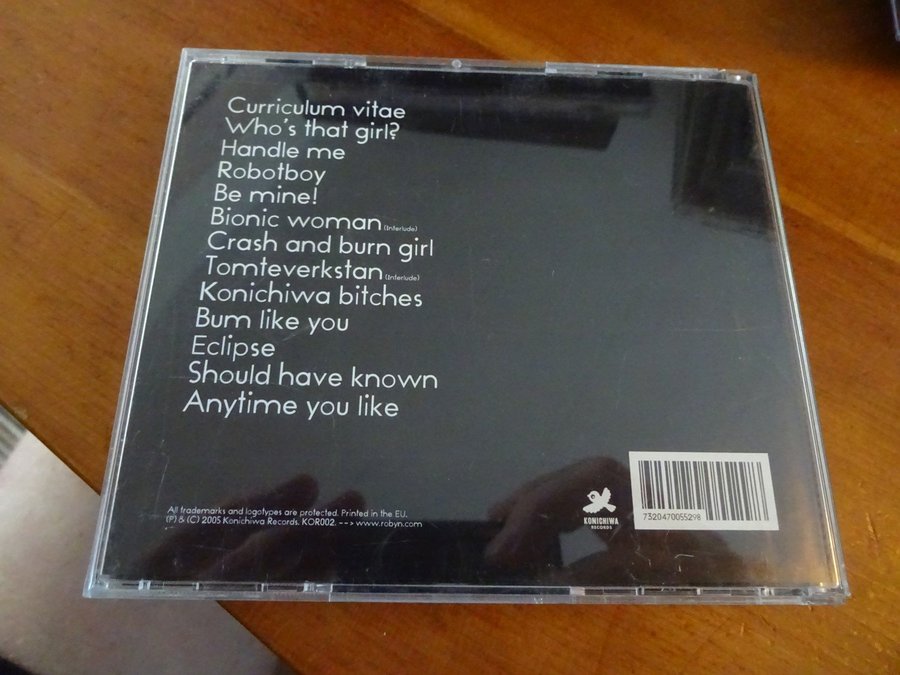 Curriculum vitae
Who's that girl?
Handle me
Robotboy
Be mine!
Bionic woman (Interlude)
Crash and burn girl
Tomteverkstan (Interlude)
Konichiwa bitches
Bum like you
Eclipse
Should have known
Anytime you like
All trademarks and logotypes are protected. Printed in the EU.
(P) & (C) 2005 Konichiwa Records. KOR002. --> www.robyn.com
KONICHIWA
RECORDS
7320470055298